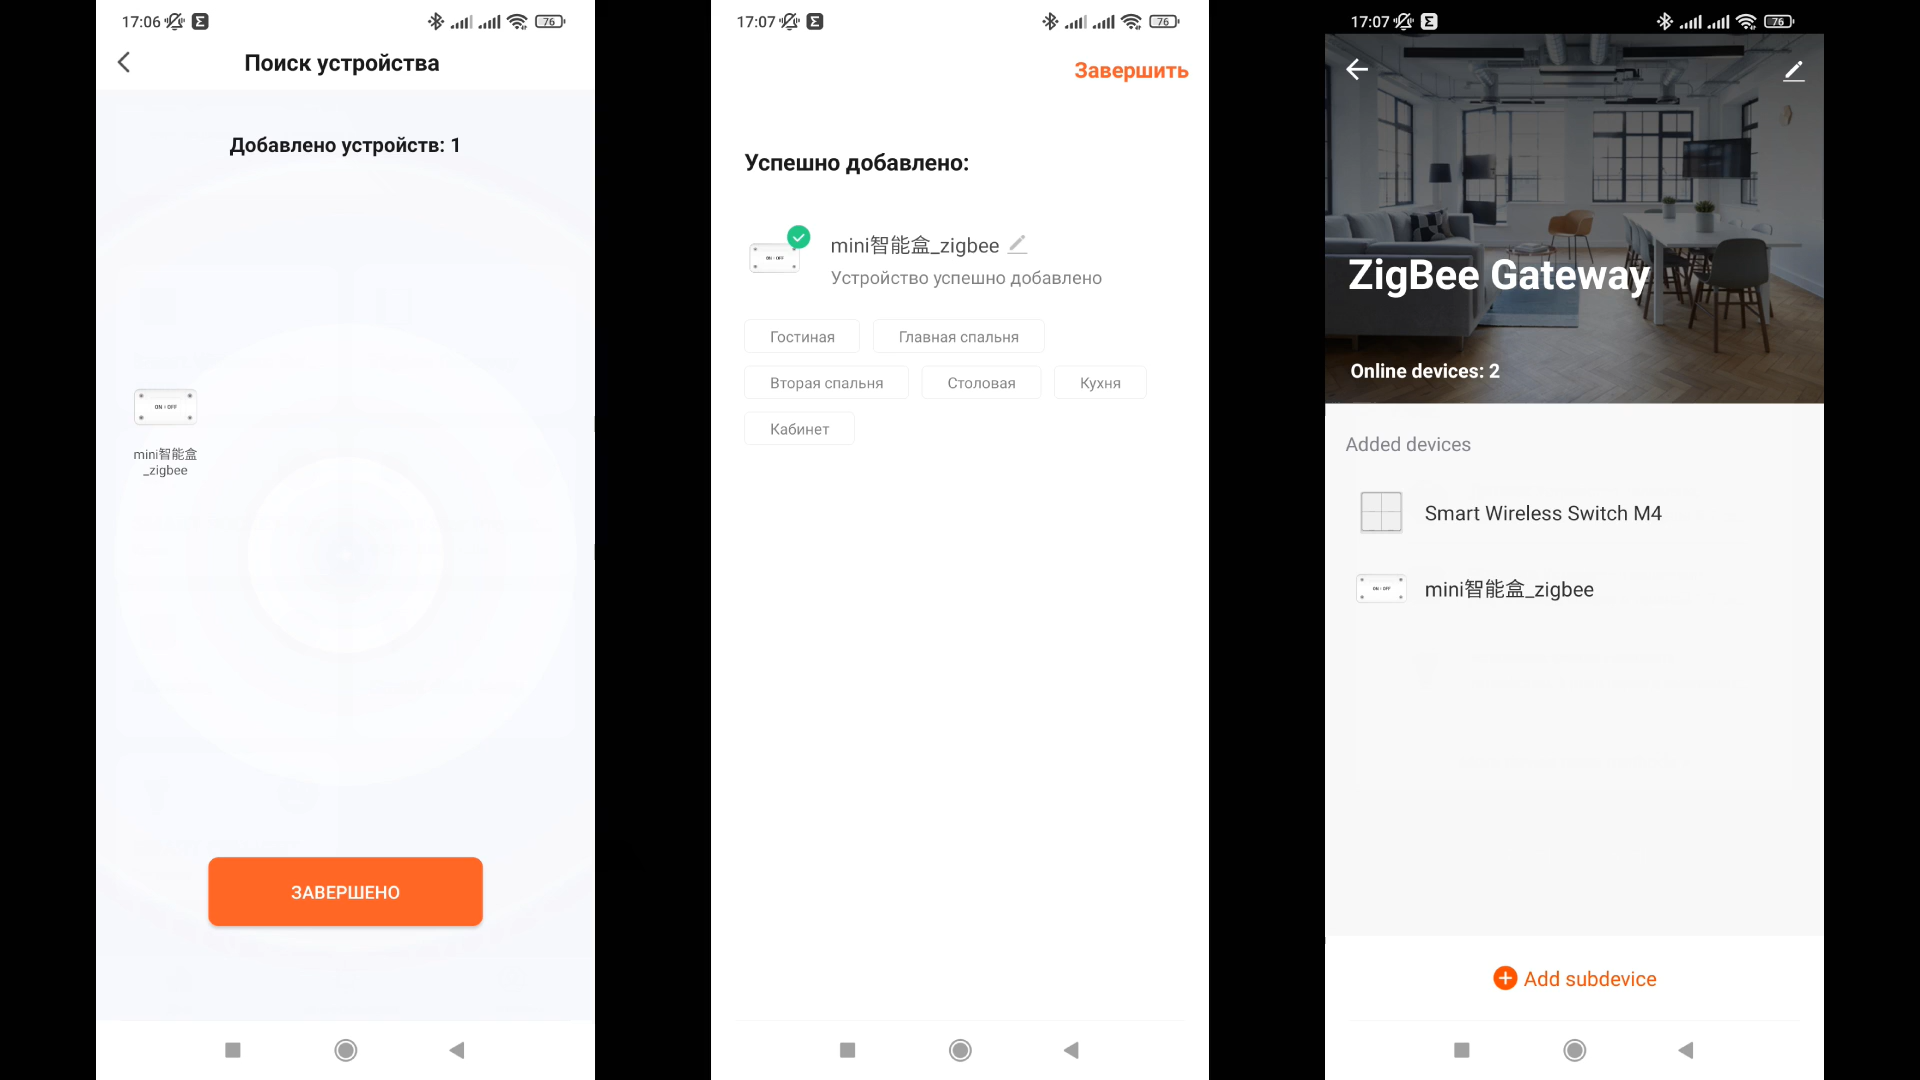 17:06
76
Поиск устройства
Добавлено устройств: 1
ON OFF
mini智能盒
_zigbee
ЗАВЕРШЕНО
17:07
76
Завершить
Успешно добавлено:
ON OFF
mini智能盒_zigbee
Устройство успешно добавлено
Гостиная
Главная спальня
Вторая спальня
Столовая
Кухня
Кабинет
17:07
76
ZigBee Gateway
Online devices: 2
Added devices
Smart Wireless Switch M4
ON OFF
mini智能盒_zigbee
Add subdevice